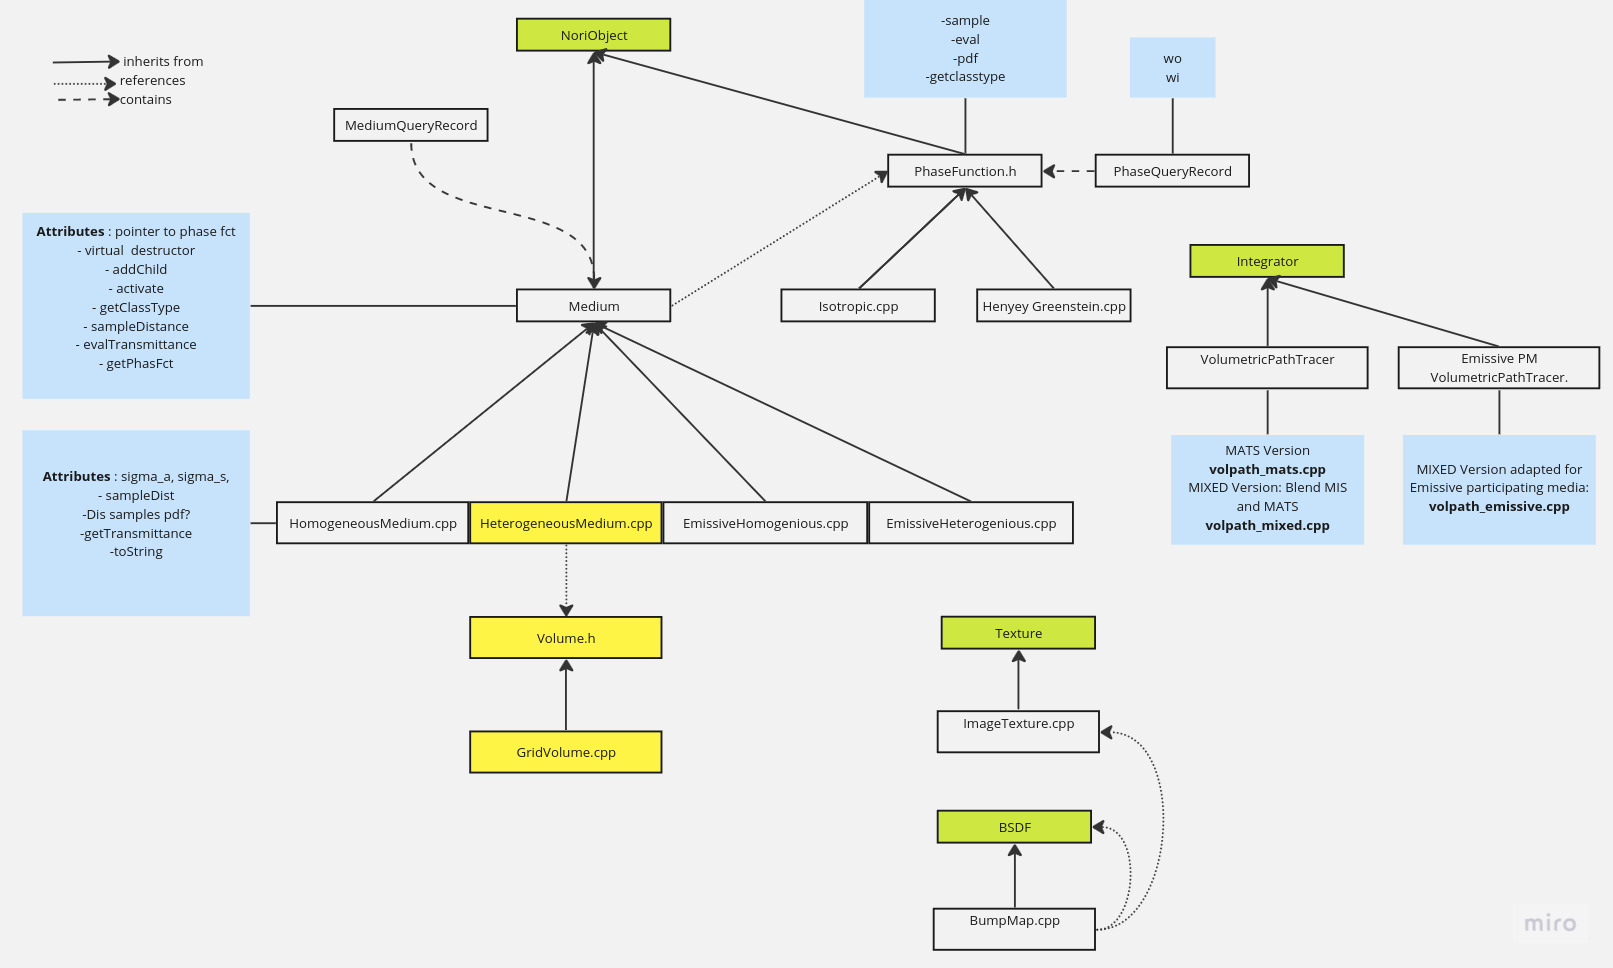 NoriObject
-sample
-eval
-pdf
-getclasstype
wo
wi
inherits from
references
contains
MediumQueryRecord
PhaseFunction.h
PhaseQueryRecord
Attributes : pointer to phase fct
- virtual  destructor
- addChild
- activate
- getClassType
- sampleDistance
- evalTransmittance
- getPhasFct
Medium
Isotropic.cpp
Henyey Greenstein.cpp
Integrator
VolumetricPathTracer
Emissive PM
VolumetricPathTracer.
MATS Version
volpath_mats.cpp
MIXED Version: Blend MIS
and MATS
volpath_mixed.cpp
MIXED Version adapted for
Emissive participating media:
volpath_emissive.cpp
Attributes : sigma_a, sigma_s,
- sampleDist
-Dis samples pdf?
-getTransmittance
-toString
HomogeneousMedium.cpp
HeterogeneousMedium.cpp
EmissiveHomogenious.cpp
EmissiveHeterogenious.cpp
Volume.h
GridVolume.cpp
Texture
ImageTexture.cpp
BSDF
BumpMap.cpp
miro